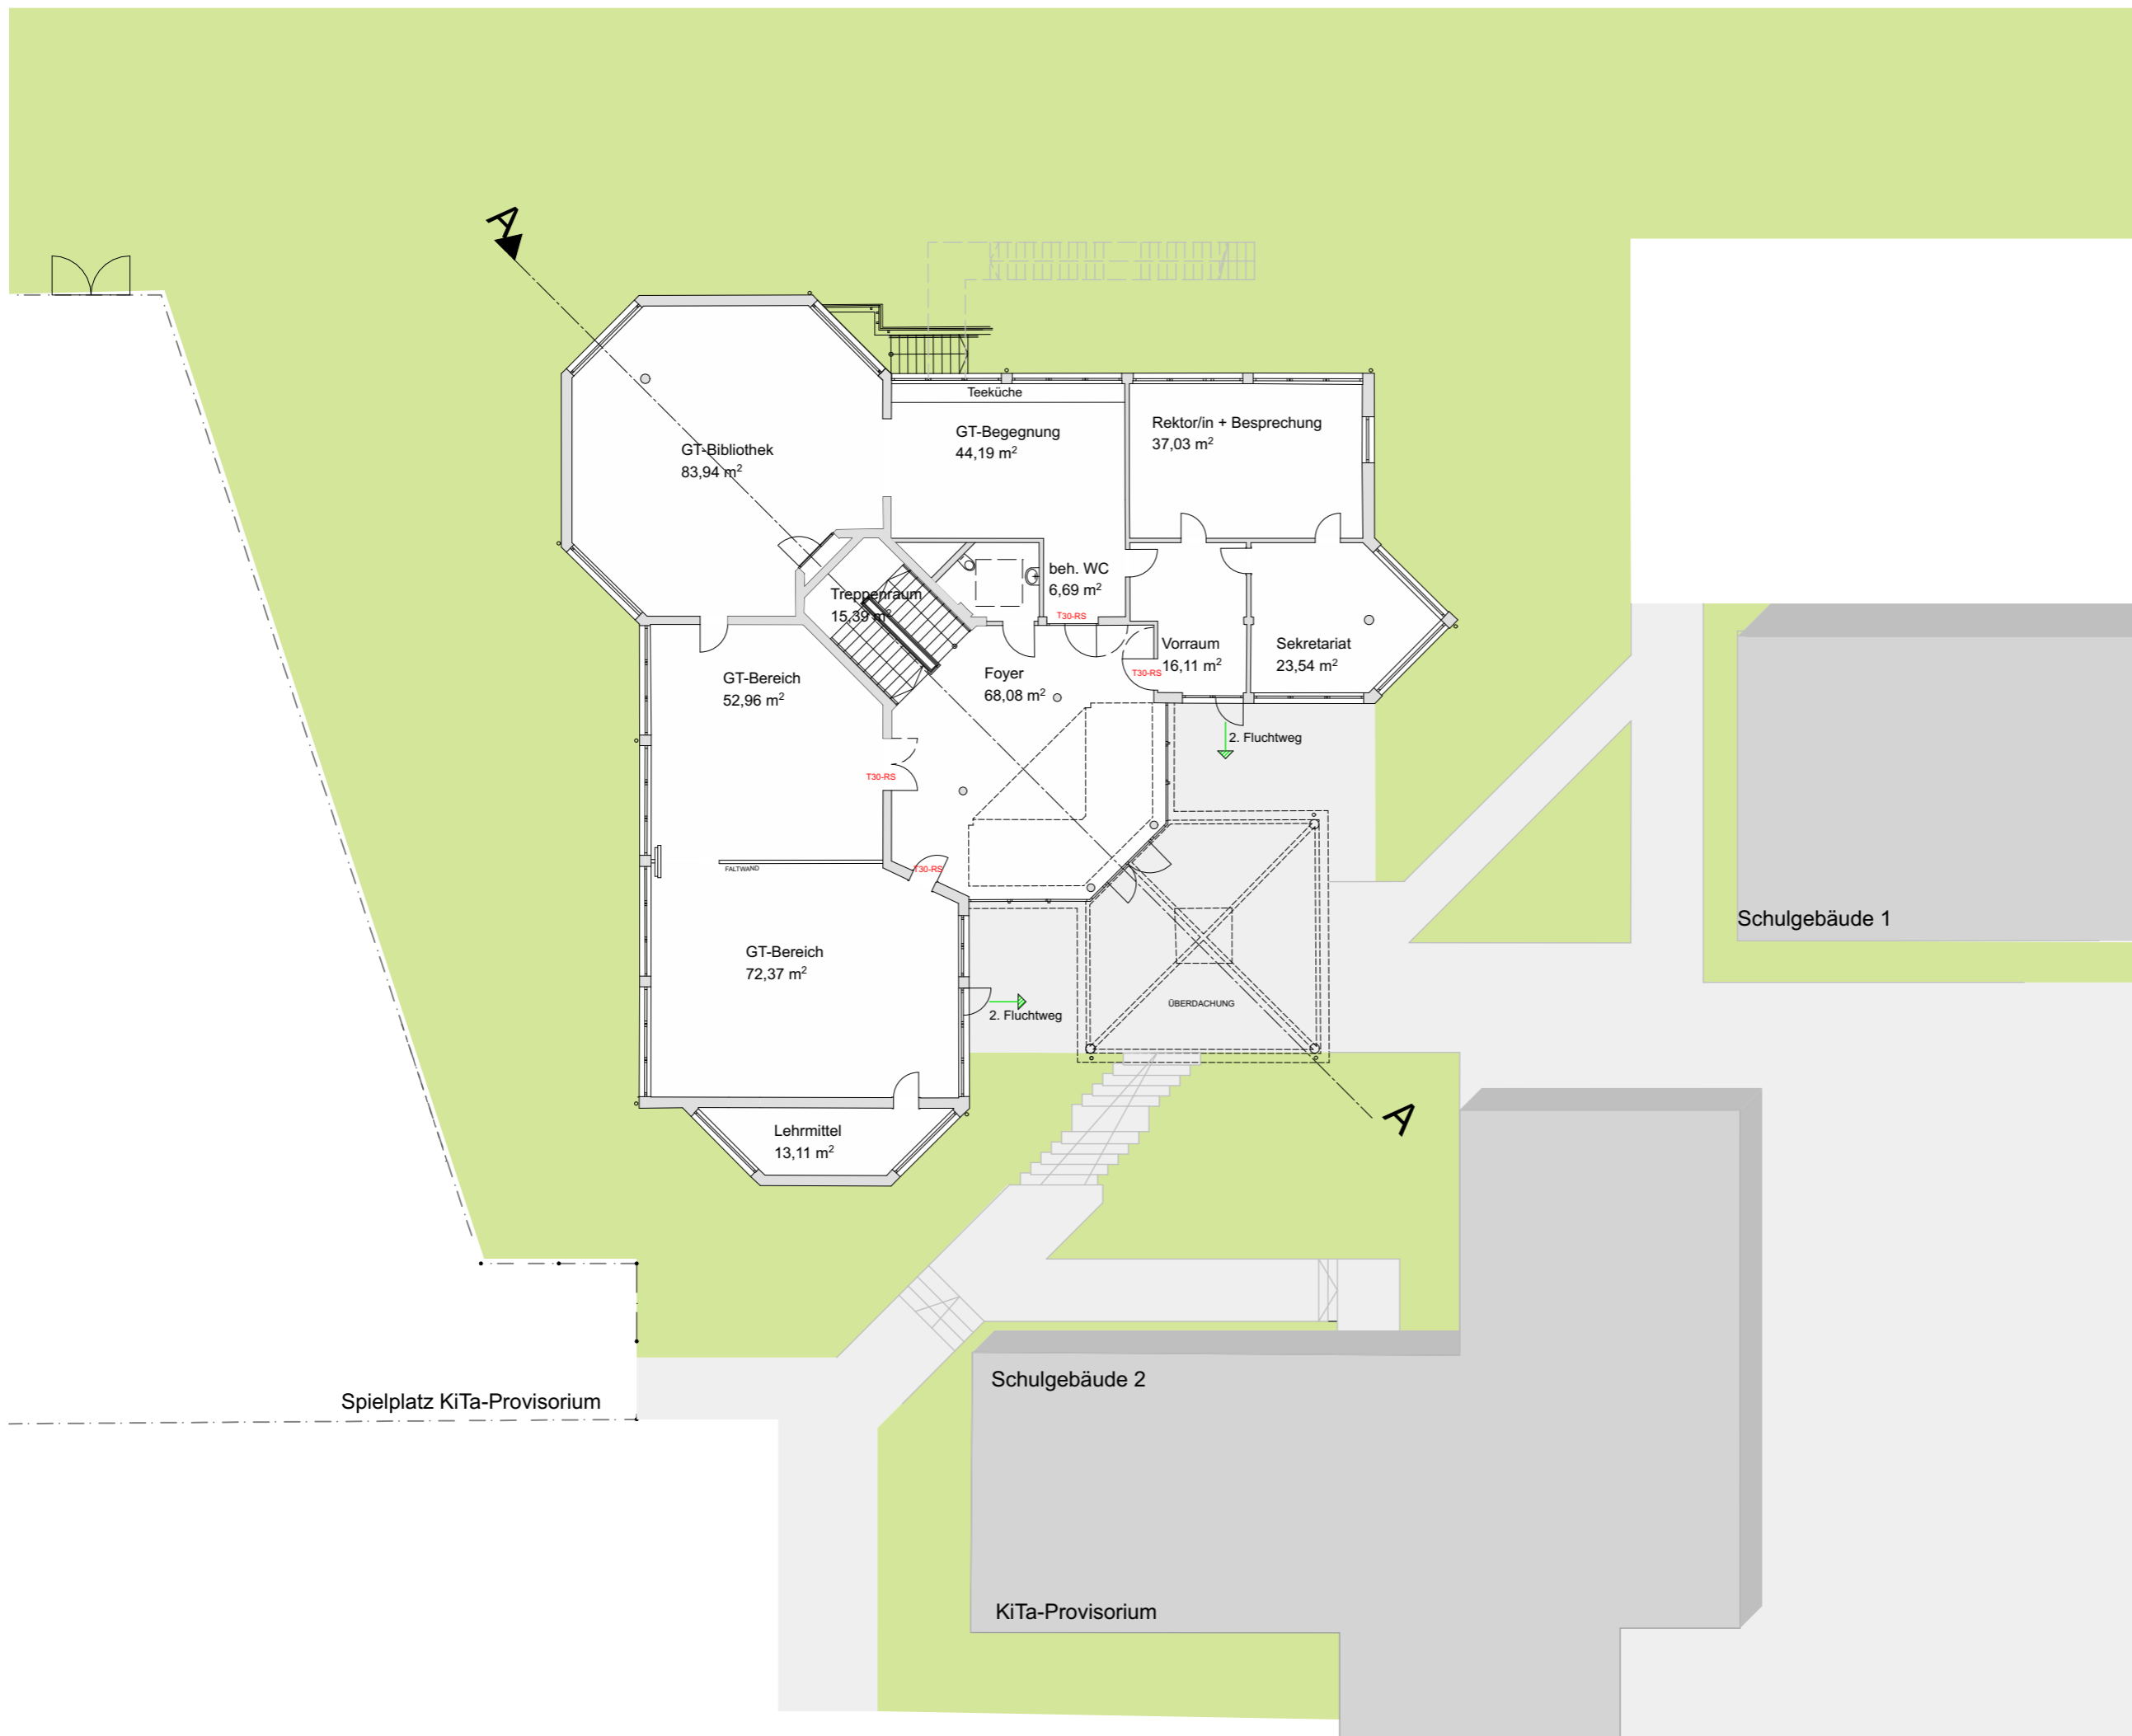 A
Teeküche
GT-Begegnung
44,19 m²
Rektor/in + Besprechung
37,03 m²
GT-Bibliothek
83,94 m²
beh. WC
6,69 m²
T30-RS
Treppenraum
15,39 m²
Vorraum
16,11 m²
Sekretariat
23,54 m²
T30-RS
Foyer
68,08 m²
GT-Bereich
52,96 m²
2. Fluchtweg
T30-RS
FALTWAND
T30-RS
Schulgebäude 1
GT-Bereich
72,37 m²
ÜBERDACHUNG
2. Fluchtweg
A
Lehrmittel
13,11 m²
Schulgebäude 2
Spielplatz KiTa-Provisorium
KiTa-Provisorium